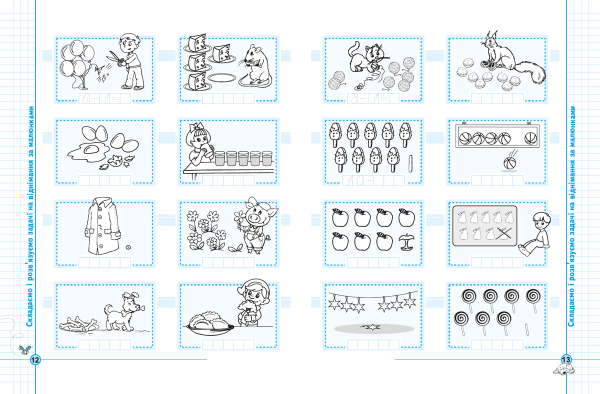 Складаємо і розв'язуємо задачі на віднімання за малюнками
12
Складаємо і розв'язуємо задачі на віднімання за малюнками
13